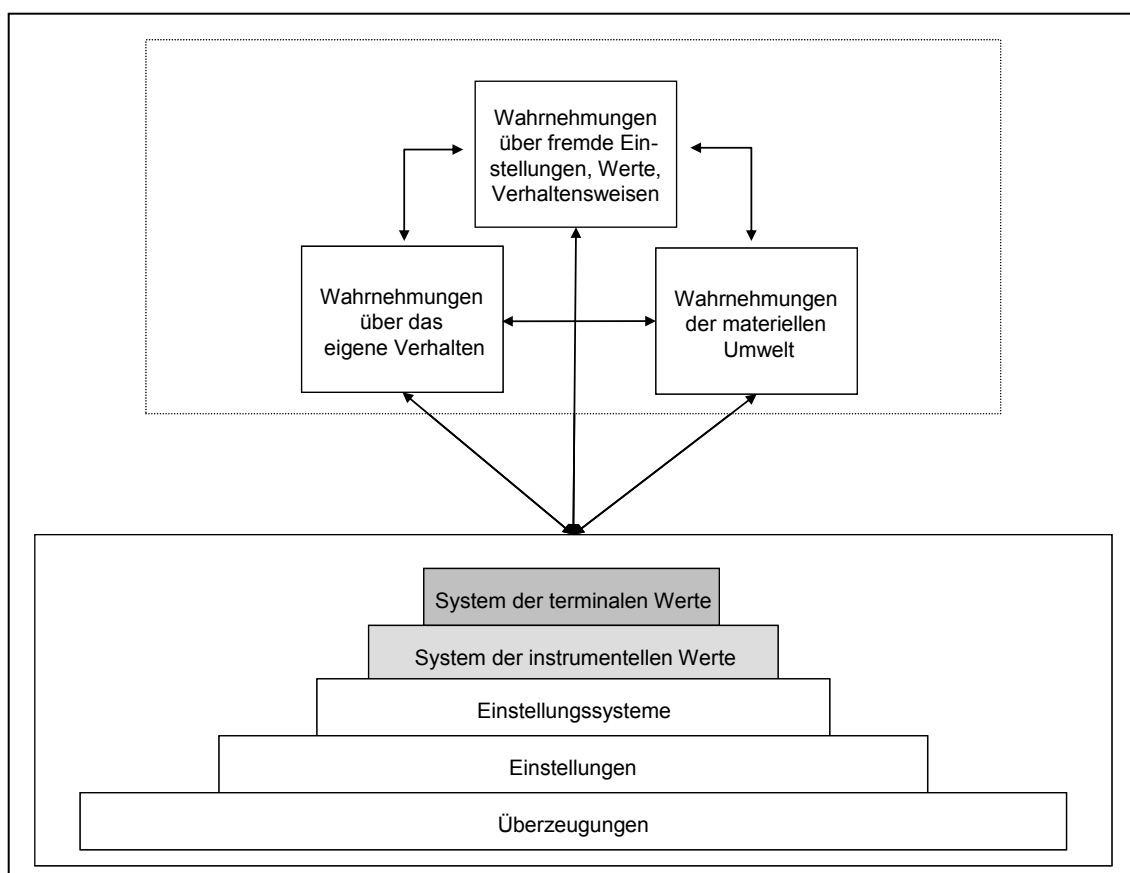 Wahrnehmungen
über fremde Ein-
stellungen, Werte,
Verhaltensweisen
Wahrnehmungen
über das
eigene Verhalten
Wahrnehmungen
der materiellen
Umwelt
System der terminalen Werte
System der instrumentellen Werte
Einstellungssysteme
Einstellungen
Überzeugungen